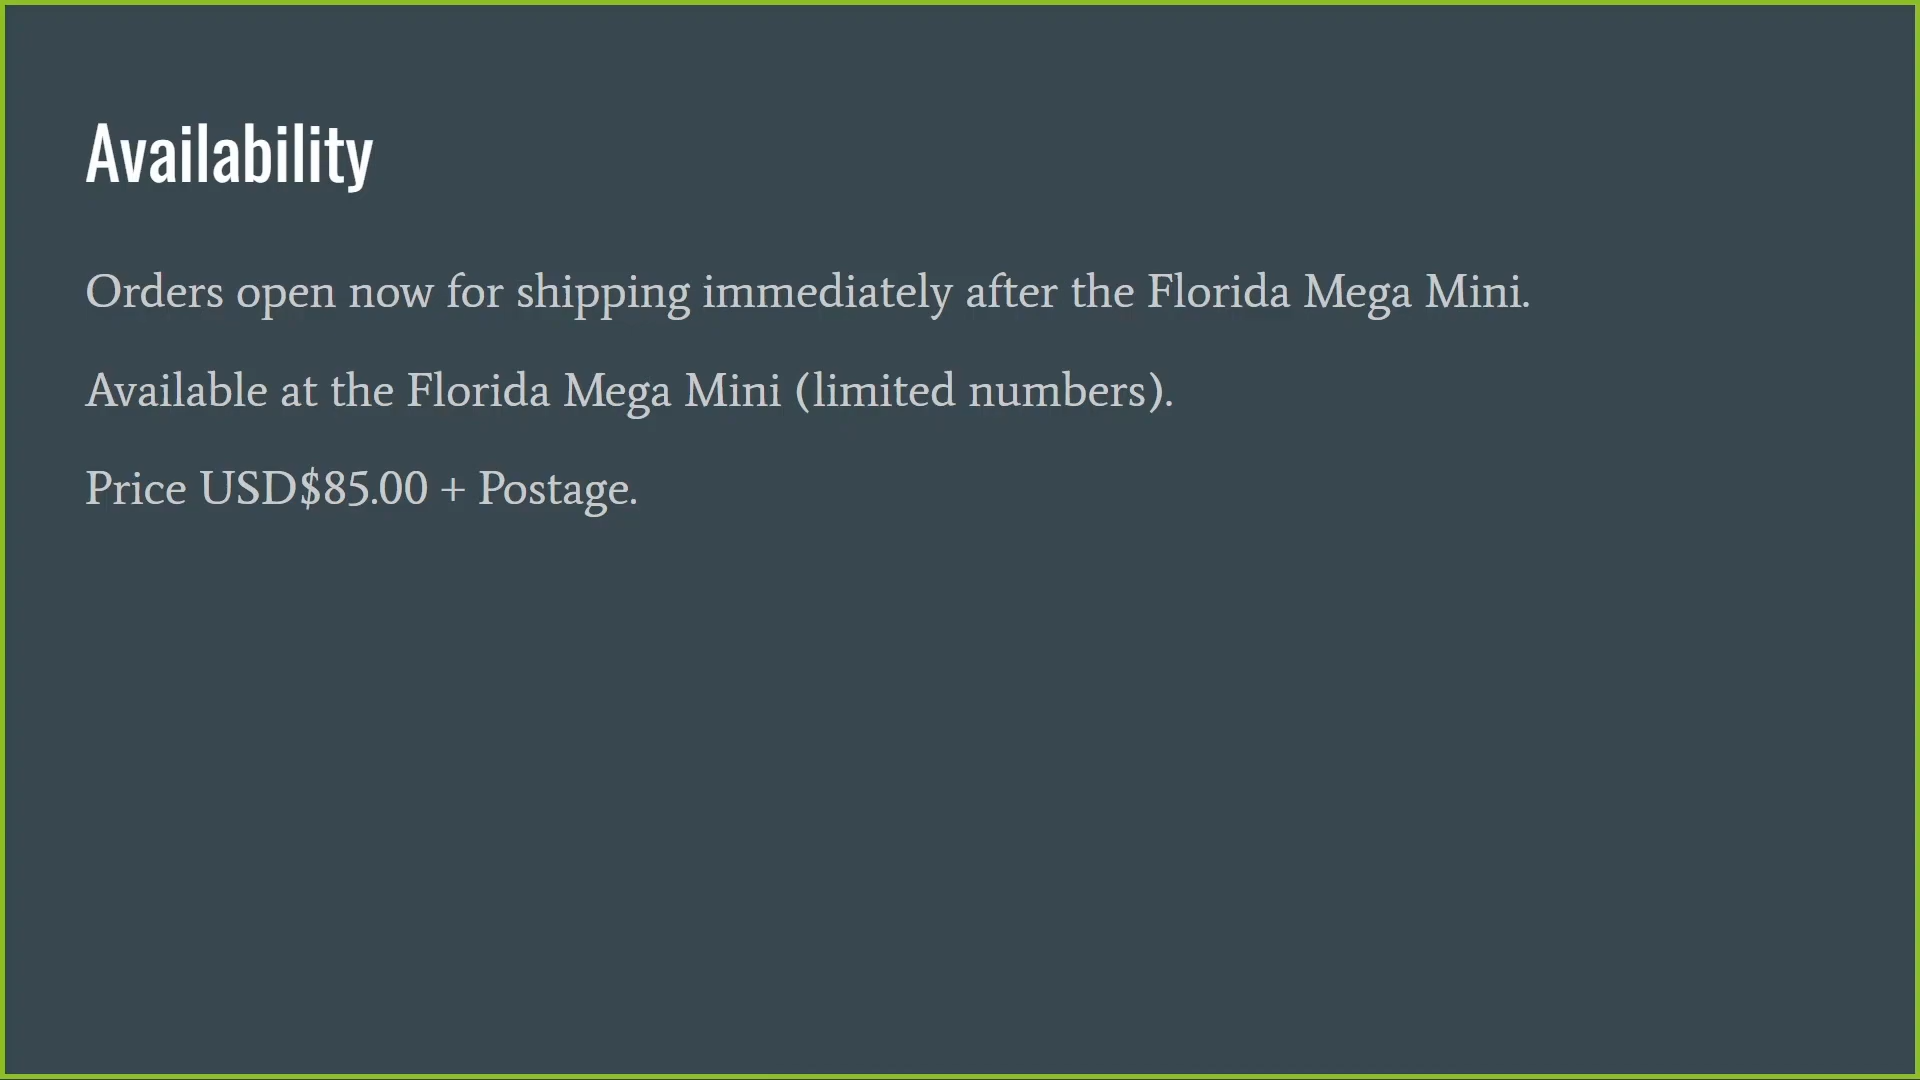 Availability
Orders open now for shipping immediately after the Florida Mega Mini.
Available at the Florida Mega Mini (limited numbers).
Price USD$85.00 + Postage.